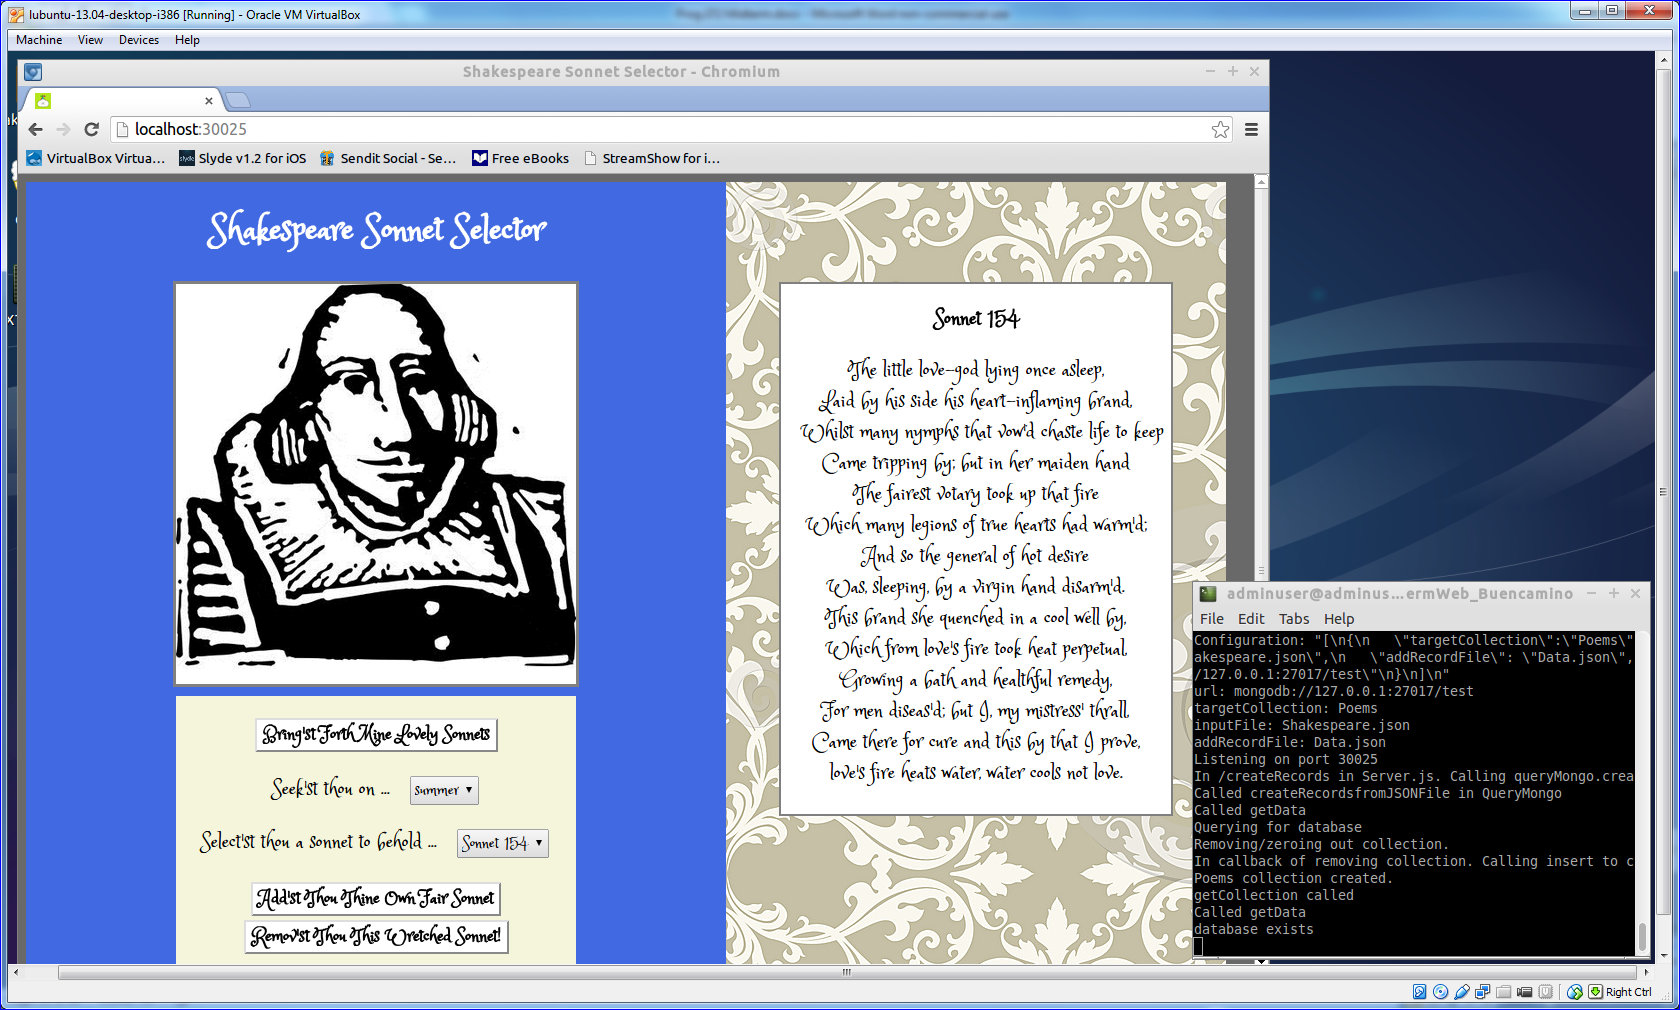 lubuntu-13.04-desktop-i386 [Running] - Oracle VM VirtualBox
Machine View Devices Help
Shakespeare Sonnet Selector - Chromium
localhost:30025
VirtualBox Virtua... Slyde v1.2 for iOS Sendit Social - Se... Free eBooks StreamShow for i...
Shakespeare Sonnet Selector
Bring'st Forth Mine Lovely Sonnets
Seek'st thou on ... Summer
Select'st thou a sonnet to behold ... Sonnet 154
Add'st Thou Thine Own Fair Sonnet
Remov'st Thou This Wretched Sonnet!
Sonnet 154
The little love-god lying once asleep,
Laid by his side his heart-inflaming brand,
Whilst many nymphs that vow'd chaste life to keep
Came tripping by; but in her maiden hand
The fairest votary took up that fire
Which many legions of true hearts had warm'd;
And so the general of hot desire
Was, sleeping, by a virgin hand disarm'd.
This brand she quenched in a cool well by,
Which from love's fire took heat perpetual,
Growing a bath and healthful remedy,
For men diseas'd; but I, my mistress' thrall,
Came there for cure and this by that I prove,
love's fire heats water, water cools not love.
adminuser@adminus...ermWeb_Buencamino
File Edit Tabs Help
Configuration: "[\n{\n   \"targetCollection\":\"Poems\"
akespeare.json\",\n   \"addRecordFile\": \"Data.json\",
/127.0.0.1:27017/test\"\n}\n]\n"
url: mongodb://127.0.0.1:27017/test
targetCollection: Poems
inputFile: Shakespeare.json
addRecordFile: Data.json
Listening on port 30025
In /createRecords in Server.js. Calling queryMongo.crea
Called createRecordsfromJSONFile in QueryMongo
Called getData
Querying for database
Removing/zeroing out collection.
In callback of removing collection. Calling insert to c
Poems collection created.
getCollection called
Called getData
database exists
Right Ctrl